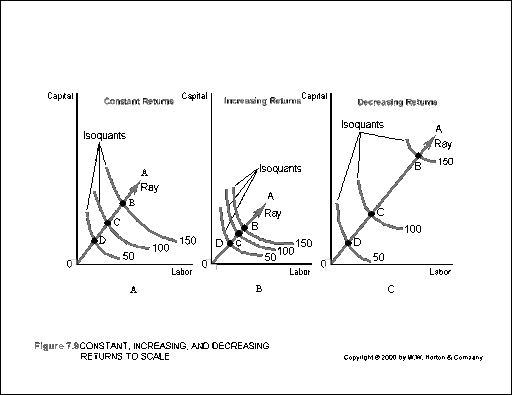 Capital Constant Returns
Isoquants
A
Ray
B
C
D
150
100
50
0
Labor
A
Capital Increasing Returns
Isoquants
A
Ray
B
D
C
150
100
50
0
Labor
B
Capital Decreasing Returns
Isoquants
A
Ray
B
150
C
100
D
50
0
Labor
C
Figure 7.9 CONSTANT, INCREASING, AND DECREASING
RETURNS TO SCALE
Copyright © 2000 by W.W. Norton & Company